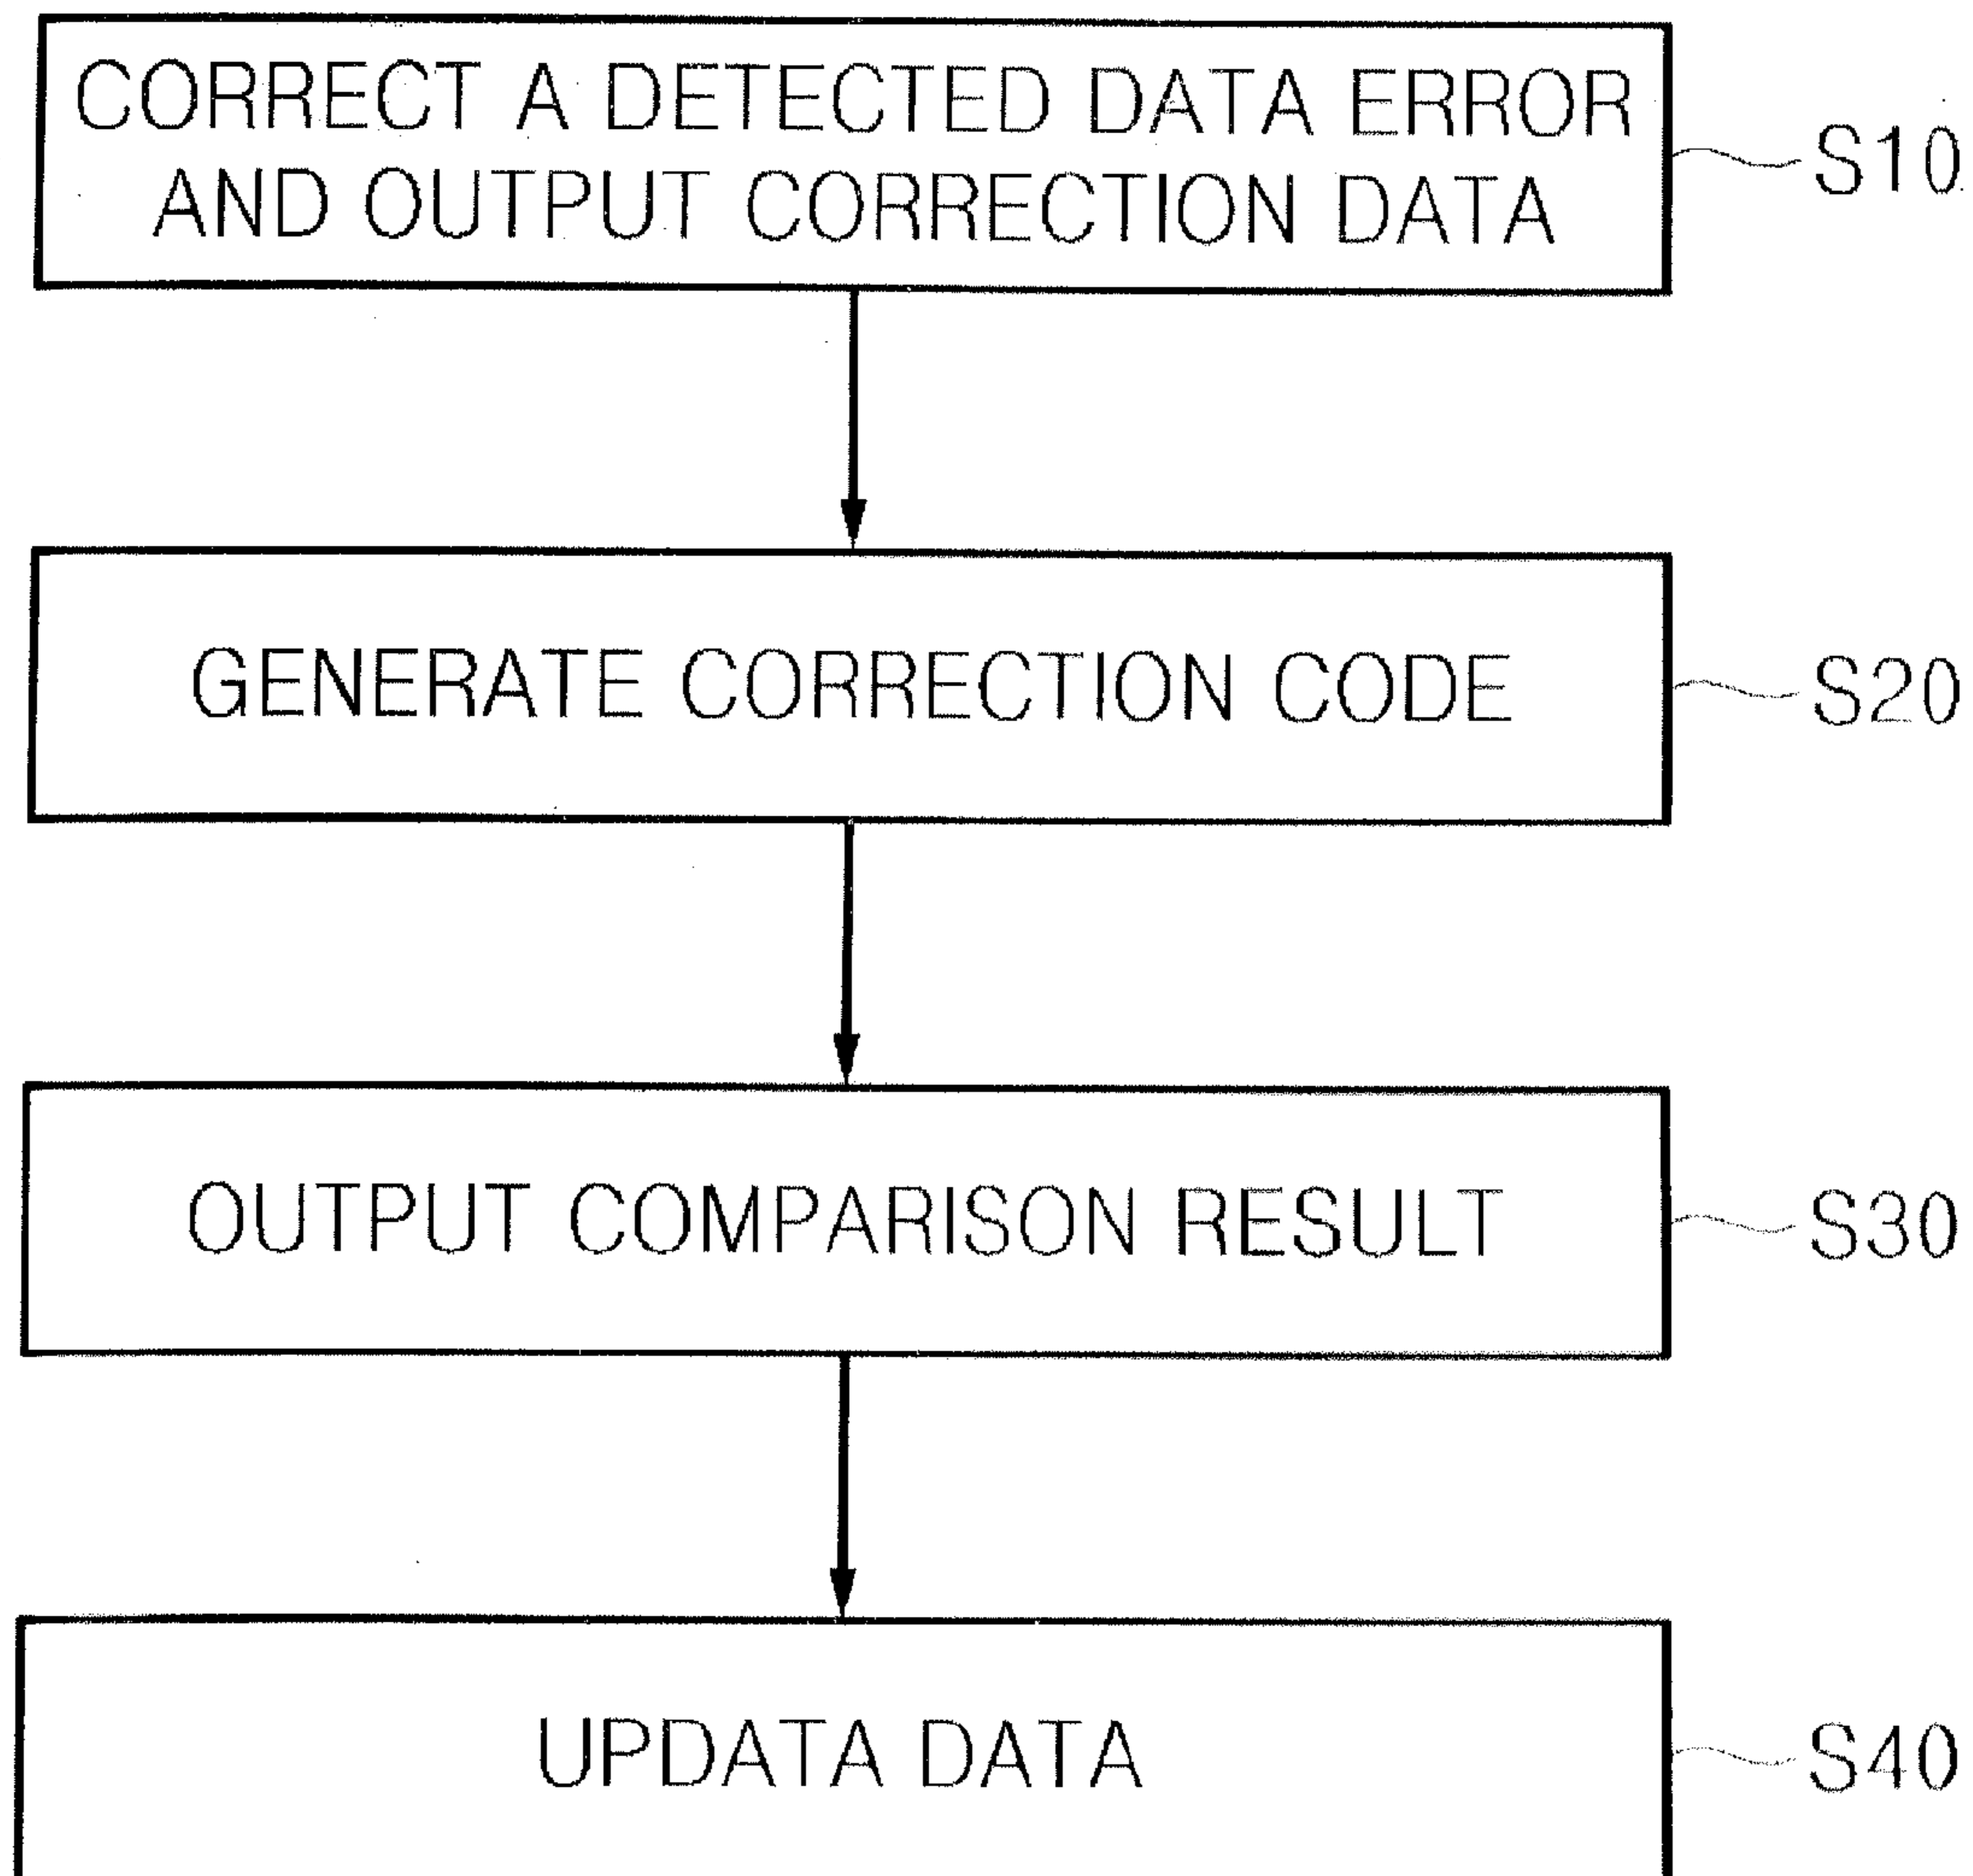 CORRECT A DETECTED DATA ERROR
AND OUTPUT CORRECTION DATA
S10
GENERATE CORRECTION CODE
S20
OUTPUT COMPARISON RESULT
S30
UPDATA DATA
S40